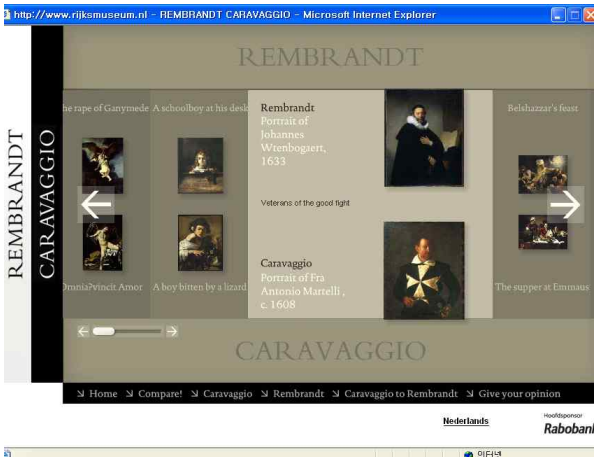 http://www.rijksmuseum.nl - REMBRANDT CARAVAGGIO - Microsoft Internet Explorer
REMBRANDT
CARAVAGGIO
REMBRANDT
he rape of Ganymede
A schoolboy at his desk
Rembrandt
Portrait of
Johannes
Wtenbogaert,
1633
Belshazzar's feast
Veterans of the good fight
Omnia?vincit Amor
A boy bitten by a lizard
Caravaggio
Portrait of Fra
Antonio Martelli ,
c. 1608
The supper at Emmaus
CARAVAGGIO
Home Compare! Caravaggio Rembrandt Caravaggio to Rembrandt Give your opinion
Nederlands
Hoofdsponsor
Rabobank
인터넷